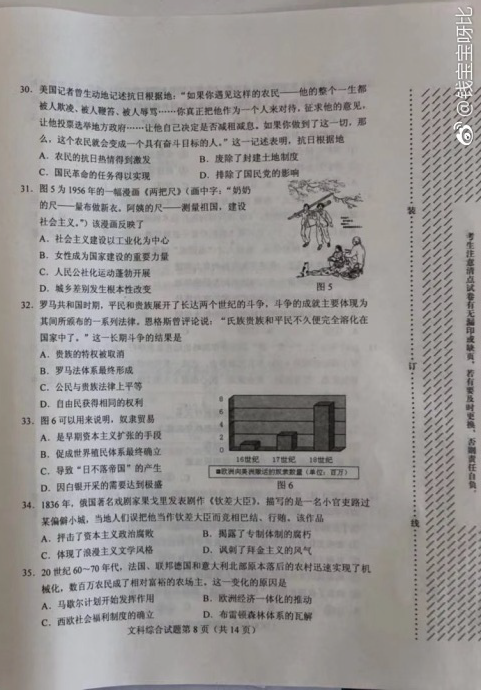 30. 美国记者曾生动地记述抗日根据地：“如果你遇见这样的农民——他的整个一生都
被人欺凌、被人鞭笞、被人辱骂……你真正把他作为一个人来对待，征求他的意见，
让他投票选举地方政府……让他自己决定是否减租减息。如果你做到了这一切，那
么，这个农民就会变成一个具有奋斗目标的人。”这一记述表明，抗日根据地
A. 农民的抗日热情得到激发
B. 废除了封建土地制度
C. 国民革命的任务得以实现
D. 排除了国民党的影响
31. 图5为1956年的一幅漫画《两把尺》（画中字：“奶奶
的尺——量布做新衣，阿姨的尺——测量祖国，建设
社会主义。”）该漫画反映了
A. 社会主义建设以工业化为中心
B. 女性成为国家建设的重要力量
C. 人民公社化运动蓬勃开展
D. 城乡差别发生根本性改变
图5
32. 罗马共和国时期，平民和贵族展开了长达两个世纪的斗争，斗争的成就主要体现为
其间所颁布的一系列法律。恩格斯曾评论说：“氏族贵族和平民不久便完全溶化在
国家中了。”这一长期斗争的结果是
A. 贵族的特权被取消
B. 罗马法体系最终形成
C. 公民与贵族法律上平等
D. 自由民获得相同的权利
33. 图6可以用来说明，奴隶贸易
A. 是早期资本主义扩张的手段
B. 促成世界殖民体系最终确立
C. 导致“日不落帝国”的产生
D. 因白银开采的需要达到极盛
8
6
4
2
0
16世纪 17世纪 18世纪
■欧洲向美洲贩运的奴隶数量（单位：百万）
图6
34. 1836年，俄国著名戏剧家果戈里发表剧作《钦差大臣》，描写的是一名小官吏路过
某偏僻小城，当地人们误把他当作钦差大臣而竞相巴结、行贿。该作品
A. 抨击了资本主义政治腐败
B. 揭露了专制体制的腐朽
C. 体现了浪漫主义文学风格
D. 讽刺了拜金主义的风气
35. 20世纪60～70年代，法国、联邦德国和意大利北部原本落后的农村迅速实现了机
械化，数百万农民成了相对富裕的农场主。这一变化的原因是
A. 马歇尔计划开始发挥作用
B. 欧洲经济一体化的推动
C. 西欧社会福利制度的确立
D. 布雷顿森林体系的瓦解
文科综合试题第8页（共14页）
装
订
线
考生注意清点试卷有无漏印或缺页，若有要及时更换，否则责任自负。
@钱宝宝呀比